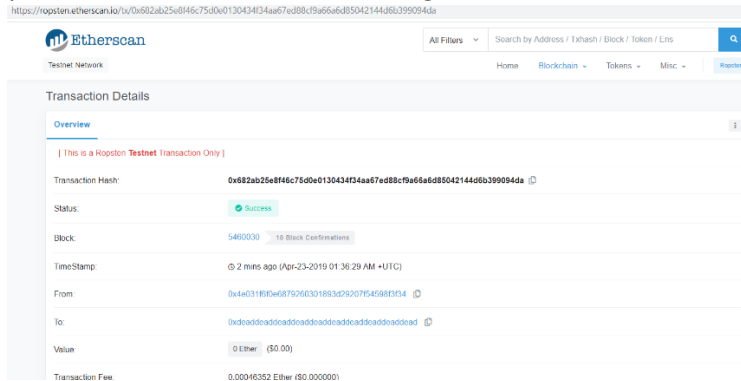 https://ropsten.etherscan.io/tx/0x682ab25e8f46c75d0e0130434f34aa67ed88cf9a66a6d85042144d6b399094da
Etherscan
All Filters
Search by Address / Txhash / Block / Token / Ens
Testnet Network
Home Blockchain Tokens Misc Ropsten
Transaction Details
Overview
[ This is a Ropsten Testnet Transaction Only ]
Transaction Hash: 0x682ab25e8f46c75d0e0130434f34aa67ed88cf9a66a6d85042144d6b399094da
Status: Success
Block: 5460030 10 Block Confirmations
TimeStamp: 2 mins ago (Apr-23-2019 01:36:29 AM +UTC)
From: 0x4e031f6f0e6879260301893d29207f54598f3f34
To: 0xdeaddeaddeaddeaddeaddeaddeaddeaddeaddead
Value: 0 Ether ($0.00)
Transaction Fee: 0.00046352 Ether ($0.000000)